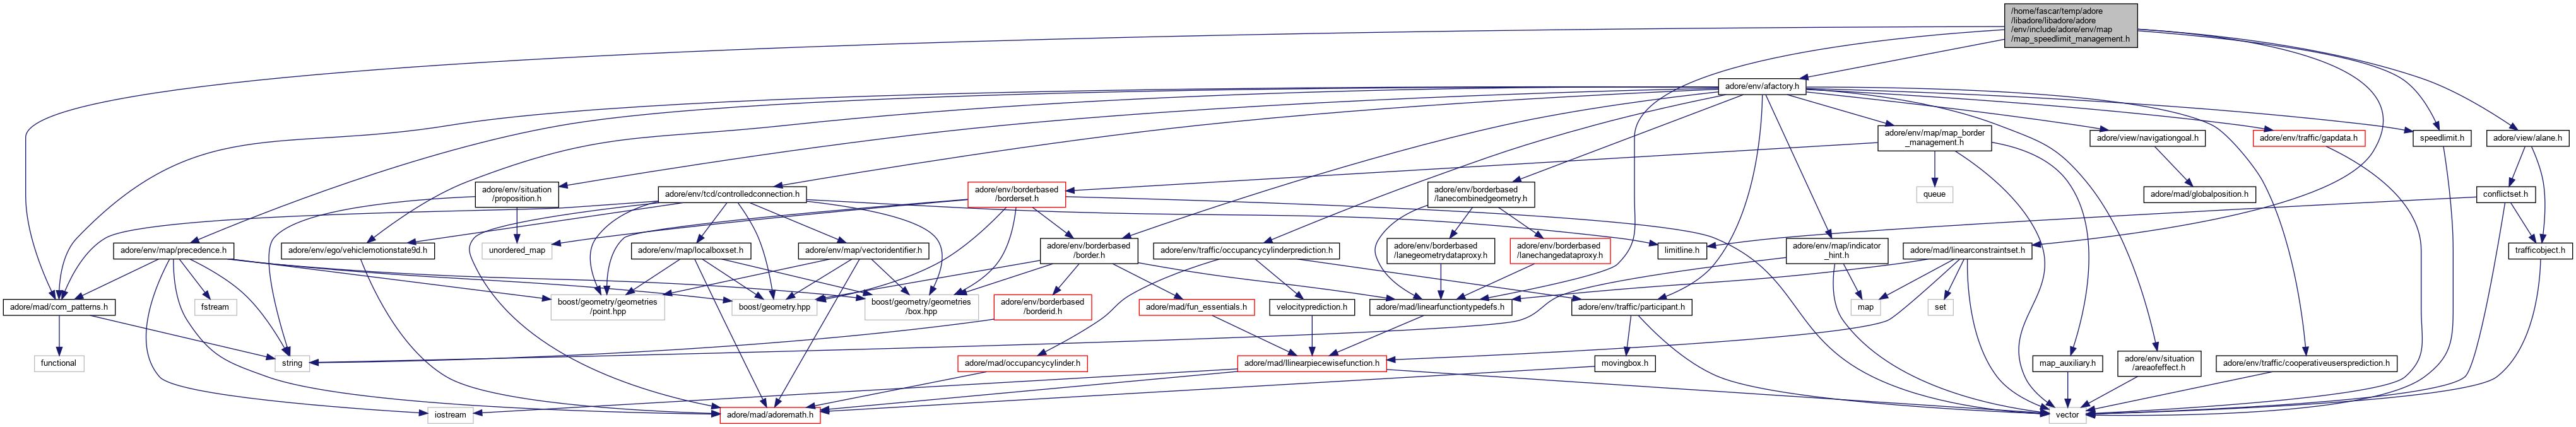 /home/fascar/temp/adore
/libadore/libadore/adore
/env/include/adore/env/map
/map_speedlimit_management.h
adore/env/afactory.h
adore/env/map/map_border
_management.h
adore/view/navigationgoal.h
adore/env/traffic/gapdata.h
speedlimit.h
adore/view/alane.h
adore/env/situation
/proposition.h
adore/env/tcd/controlledconnection.h
adore/env/borderbased
/borderset.h
adore/env/borderbased
/lanecombinedgeometry.h
queue
adore/mad/globalposition.h
conflictset.h
adore/env/map/precedence.h
adore/env/ego/vehiclemotionstate9d.h
unordered_map
adore/env/map/localboxset.h
adore/env/map/vectoridentifier.h
adore/env/borderbased
/border.h
adore/env/traffic/occupancycylinderprediction.h
adore/env/borderbased
/lanegeometrydataproxy.h
adore/env/borderbased
/lanechangedataproxy.h
limitline.h
adore/env/map/indicator
_hint.h
adore/mad/linearconstraintset.h
trafficobject.h
adore/mad/com_patterns.h
fstream
boost/geometry/geometries
/point.hpp
boost/geometry.hpp
boost/geometry/geometries
/box.hpp
adore/env/borderbased
/borderid.h
adore/mad/fun_essentials.h
velocityprediction.h
adore/mad/linearfunctiontypedefs.h
adore/env/traffic/participant.h
map
set
functional
string
adore/mad/occupancycylinder.h
adore/mad/llinearpiecewisefunction.h
movingbox.h
map_auxiliary.h
adore/env/situation
/areaofeffect.h
adore/env/traffic/cooperativeusersprediction.h
iostream
adore/mad/adoremath.h
vector